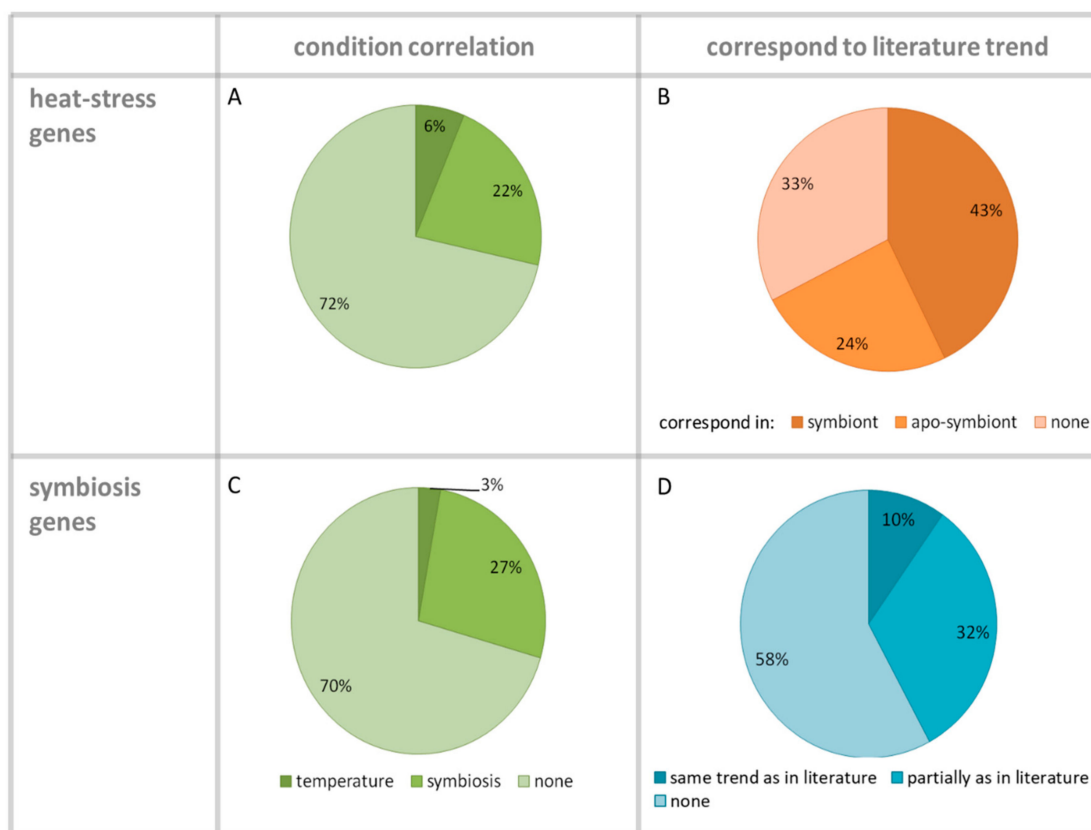 condition correlation
correspond to literature trend
heat-stress
genes
A
6%
22%
72%
B
33%
43%
24%
correspond in: symbiont apo-symbiont none
symbiosis
genes
C
3%
27%
70%
temperature symbiosis none
D
10%
32%
58%
same trend as in literature partially as in literature
none